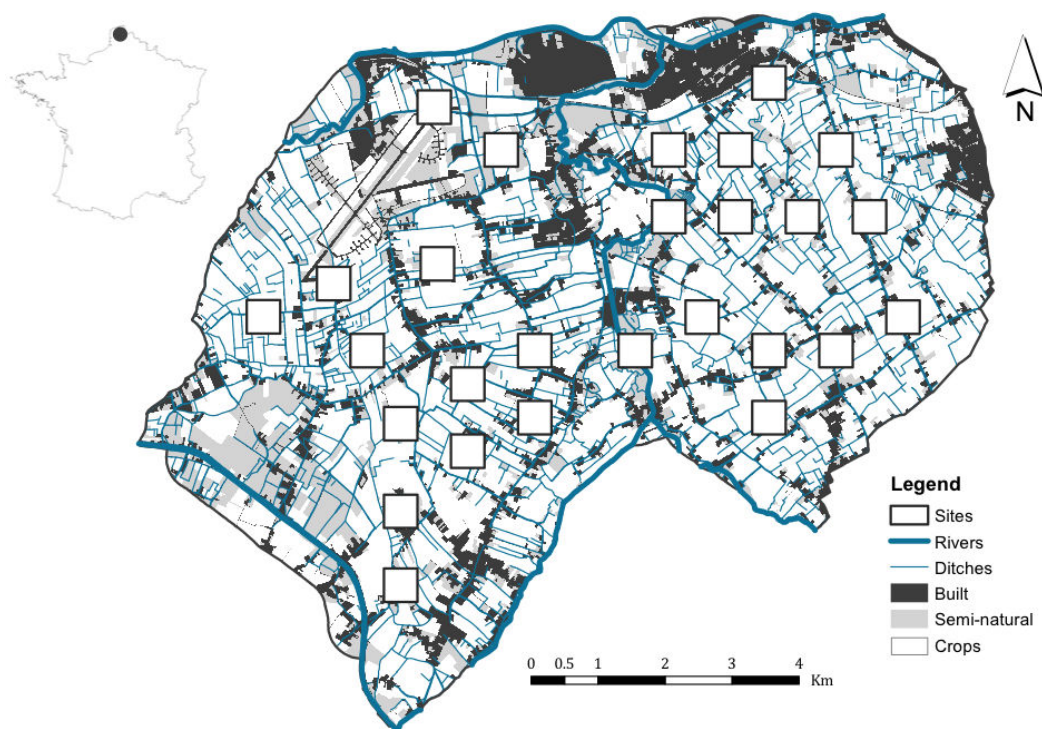 N
Legend
Sites
Rivers
Ditches
Built
Semi-natural
Crops
0 0.5 1 2 3 4
Km